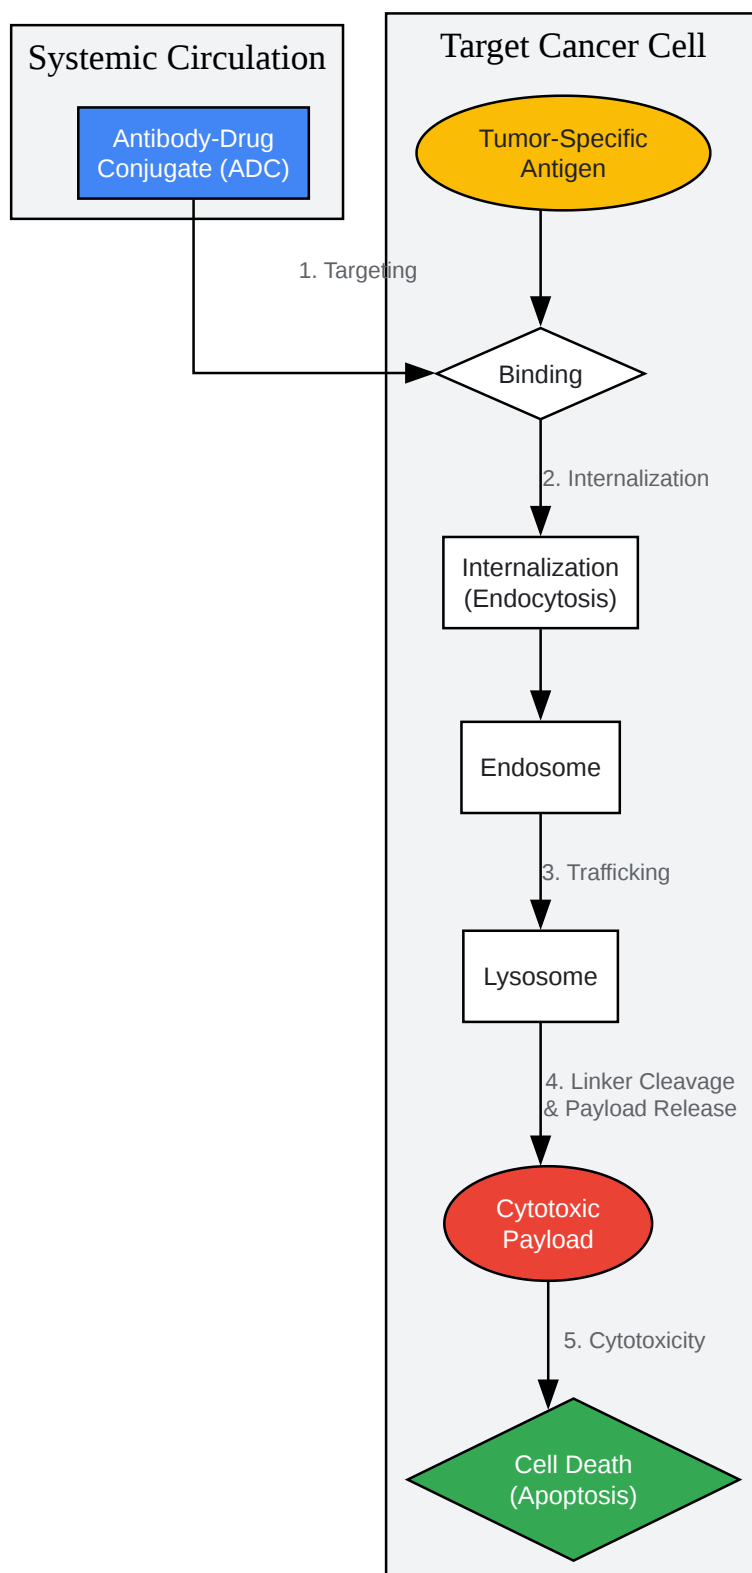 Systemic Circulation
Antibody-Drug
Conjugate (ADC)
Target Cancer Cell
Tumor-Specific
Antigen
1. Targeting
Binding
2. Internalization
Internalization
(Endocytosis)
Endosome
3. Trafficking
Lysosome
4. Linker Cleavage
& Payload Release
Cytotoxic
Payload
5. Cytotoxicity
Cell Death
(Apoptosis)